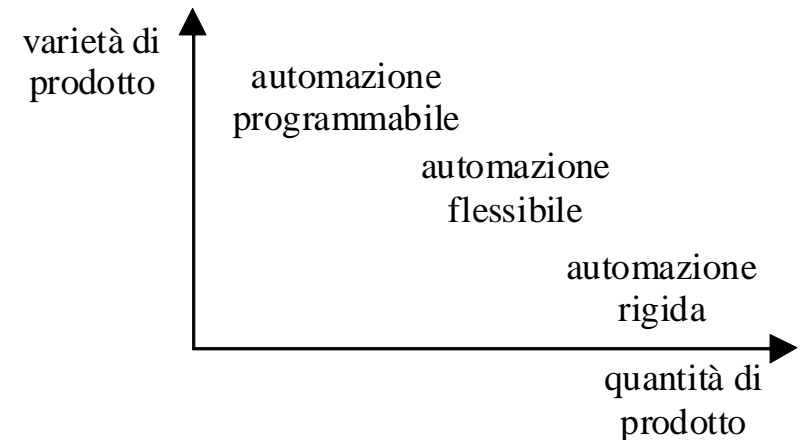 varietà di
prodotto
automazione
programmabile
automazione
flessibile
automazione
rigida
quantità di
prodotto